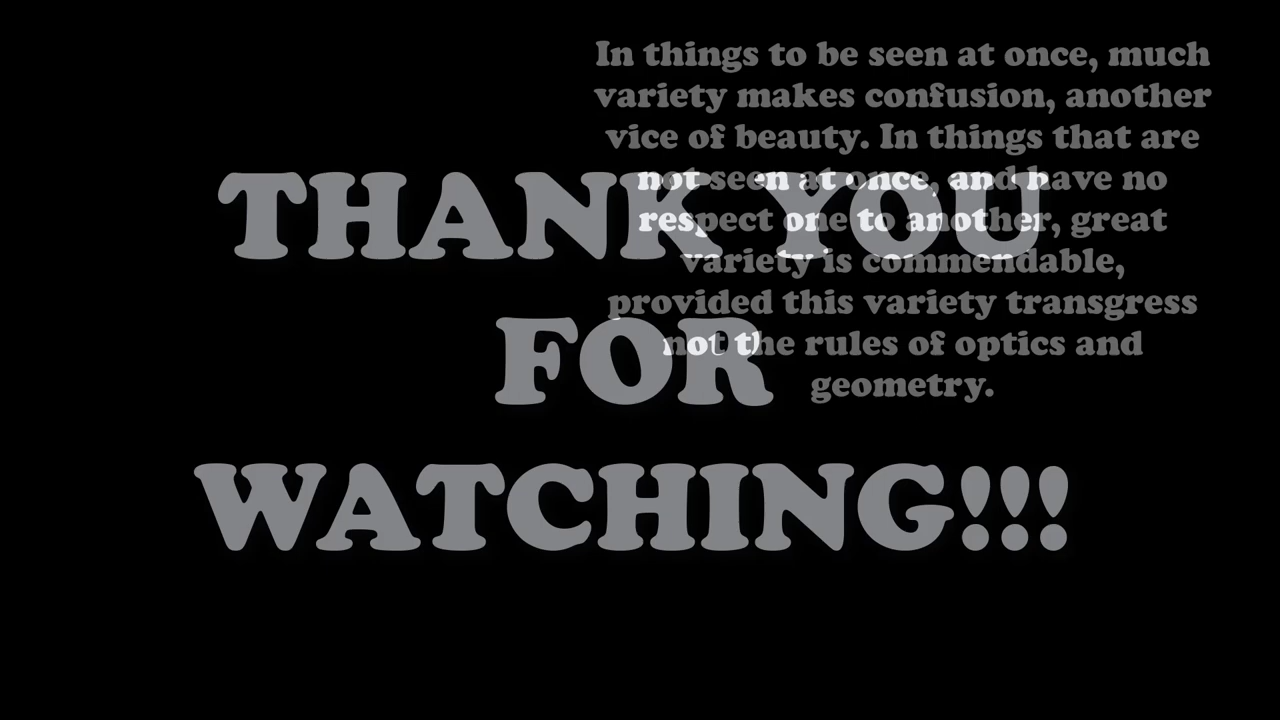 In things to be seen at once, much
variety makes confusion, another
vice of beauty. In things that are
not seen at once, and have no
respect one to another, great
variety is commendable,
provided this variety transgress
not the rules of optics and
geometry.
THANK YOU
FOR
WATCHING!!!